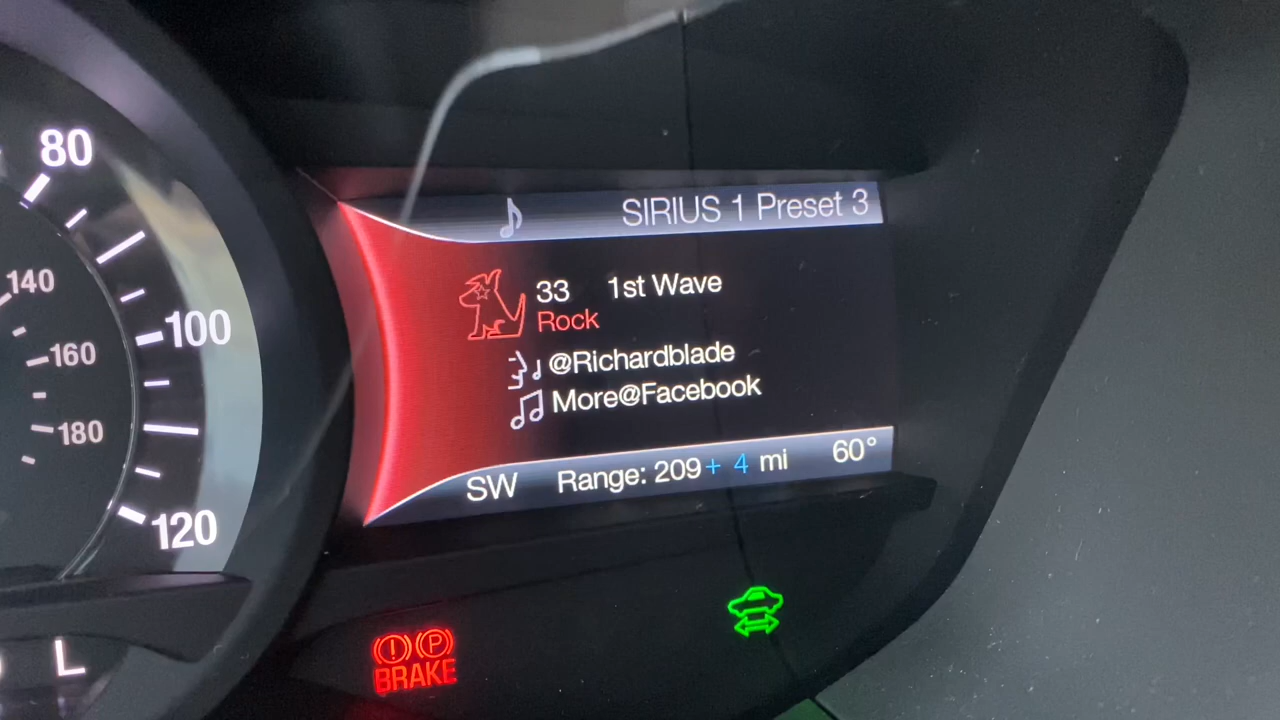 80
140
100
160
180
120
L
SIRIUS 1 Preset 3
33 1st Wave
Rock
@Richardblade
More@Facebook
SW Range: 209+ 4 mi 60°
(!) (P)
BRAKE